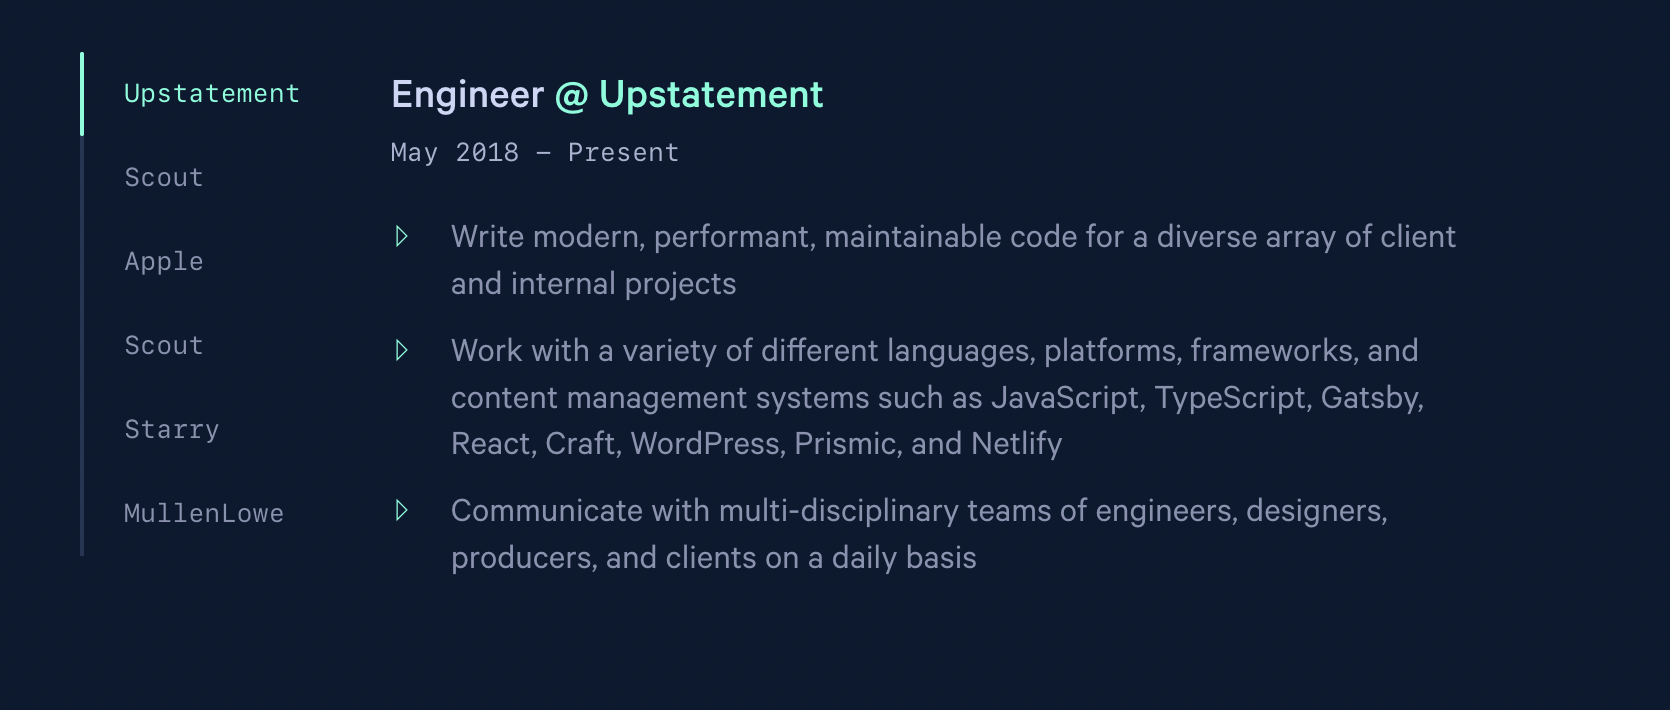 Upstatement
Scout
Apple
Scout
Starry
MullenLowe
Engineer @ Upstatement
May 2018 – Present
Write modern, performant, maintainable code for a diverse array of client
and internal projects
Work with a variety of different languages, platforms, frameworks, and
content management systems such as JavaScript, TypeScript, Gatsby,
React, Craft, WordPress, Prismic, and Netlify
Communicate with multi-disciplinary teams of engineers, designers,
producers, and clients on a daily basis